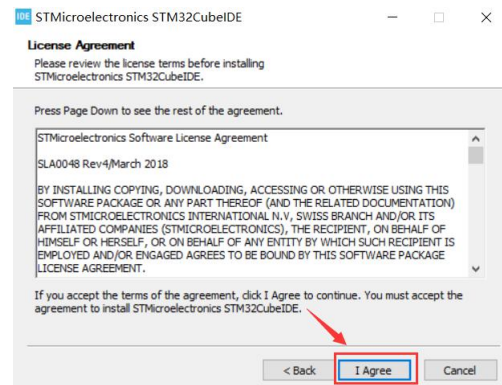 IDE STMicroelectronics STM32CubeIDE
License Agreement
Please review the license terms before installing
STMicroelectronics STM32CubeIDE.
Press Page Down to see the rest of the agreement.
STMicroelectronics Software License Agreement
SLA0048 Rev4/March 2018
BY INSTALLING COPYING, DOWNLOADING, ACCESSING OR OTHERWISE USING THIS
SOFTWARE PACKAGE OR ANY PART THEREOF (AND THE RELATED DOCUMENTATION)
FROM STMICROELECTRONICS INTERNATIONAL N.V, SWISS BRANCH AND/OR ITS
AFFILIATED COMPANIES (STMICROELECTRONICS), THE RECIPIENT, ON BEHALF OF
HIMSELF OR HERSELF, OR ON BEHALF OF ANY ENTITY BY WHICH SUCH RECIPIENT IS
EMPLOYED AND/OR ENGAGED AGREES TO BE BOUND BY THIS SOFTWARE PACKAGE
LICENSE AGREEMENT.
If you accept the terms of the agreement, click I Agree to continue. You must accept the
agreement to install STMicroelectronics STM32CubeIDE.
< Back I Agree Cancel